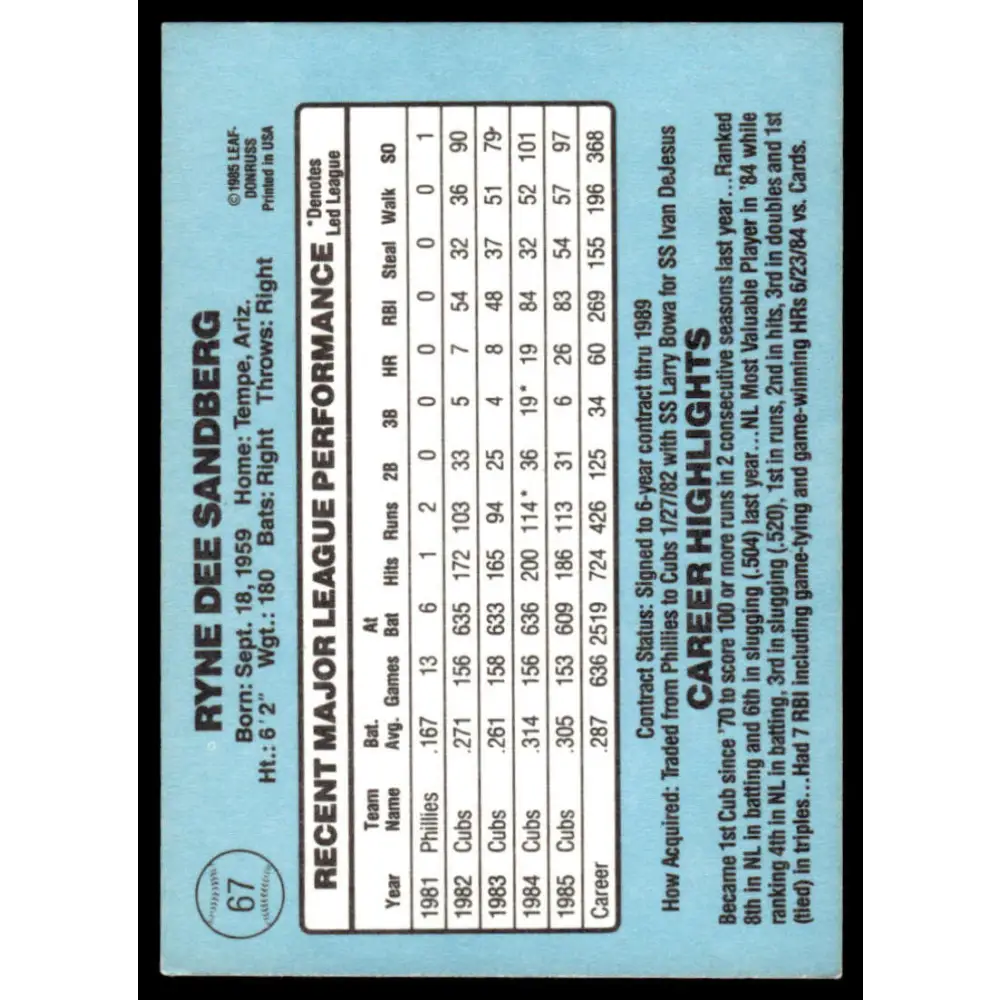 67
RYNE DEE SANDBERG
Born: Sept. 18, 1959 Home: Tempe, Ariz.
Ht.: 6'2" Wgt.: 180 Bats: Right Throws: Right
©1985 LEAF-
DONRUSS
Printed in USA
RECENT MAJOR LEAGUE PERFORMANCE
*Denotes
Led League
Team Bat. At
Year Name Avg. Games Bat Hits Runs 2B 3B HR RBI Steal Walk SO
1981 Phillies .167 13 6 1 2 0 0 0 0 0 0 1
1982 Cubs .271 156 635 172 103 33 5 7 54 32 36 90
1983 Cubs .261 158 633 165 94 25 4 8 48 37 51 79
1984 Cubs .314 156 636 200 114* 36 19* 19 84 32 52 101
1985 Cubs .305 153 609 186 113 31 6 26 83 54 57 97
Career .287 636 2519 724 426 125 34 60 269 155 196 368
Contract Status: Signed to 6-year contract thru 1989
How Acquired: Traded from Phillies to Cubs 1/27/82 with SS Larry Bowa for SS Ivan DeJesus
CAREER HIGHLIGHTS
Became 1st Cub since '70 to score 100 or more runs in 2 consecutive seasons last year...Ranked
8th in NL in batting and 6th in slugging (.504) last year...NL Most Valuable Player in '84 while
ranking 4th in NL in batting, 3rd in slugging (.520), 1st in runs, 2nd in hits, 3rd in doubles and 1st
(tied) in triples...Had 7 RBI including game-tying and game-winning HRs 6/23/84 vs. Cards.